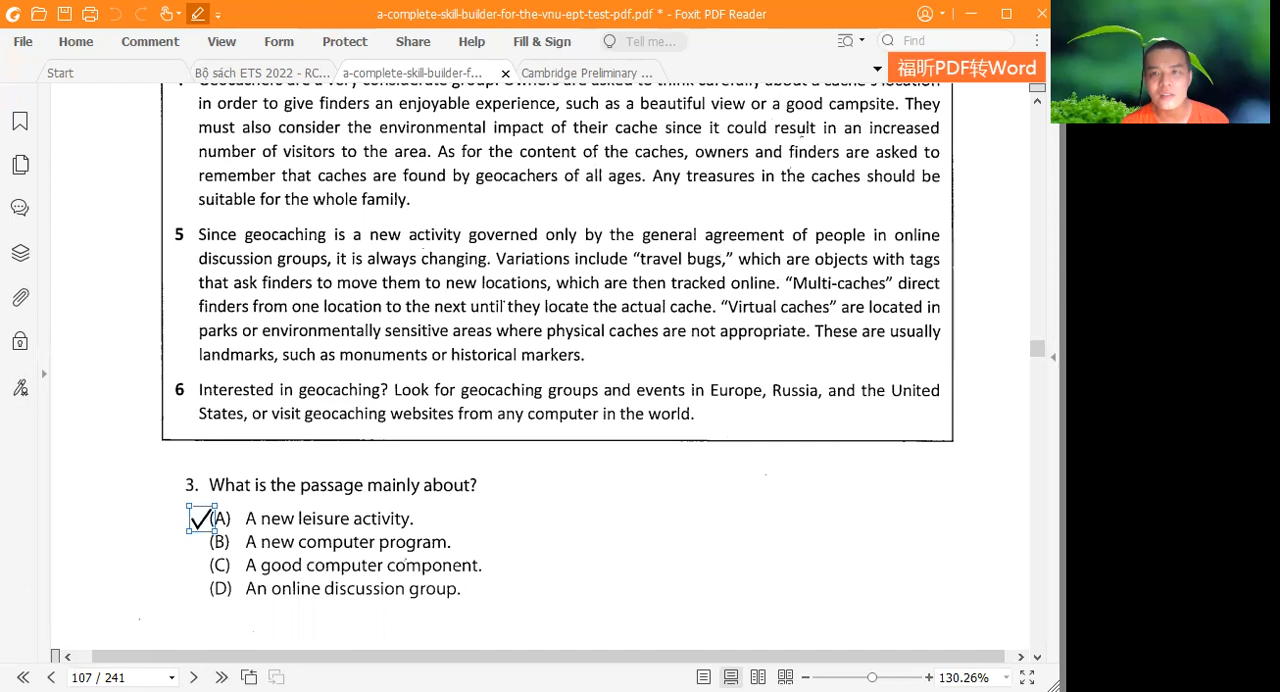 a-complete-skill-builder-for-the-vnu-ept-test-pdf.pdf * - Foxit PDF Reader
File Home Comment View Form Protect Share Help Fill & Sign Tell me... Find
Start Bộ sách ETS 2022 - RC... a-complete-skill-builder-f... Cambridge Preliminary ... 福昕PDF转Word
in order to give finders an enjoyable experience, such as a beautiful view or a good campsite. They
must also consider the environmental impact of their cache since it could result in an increased
number of visitors to the area. As for the content of the caches, owners and finders are asked to
remember that caches are found by geocachers of all ages. Any treasures in the caches should be
suitable for the whole family.
5 Since geocaching is a new activity governed only by the general agreement of people in online
discussion groups, it is always changing. Variations include “travel bugs,” which are objects with tags
that ask finders to move them to new locations, which are then tracked online. “Multi-caches” direct
finders from one location to the next until they locate the actual cache. “Virtual caches” are located in
parks or environmentally sensitive areas where physical caches are not appropriate. These are usually
landmarks, such as monuments or historical markers.
6 Interested in geocaching? Look for geocaching groups and events in Europe, Russia, and the United
States, or visit geocaching websites from any computer in the world.
3. What is the passage mainly about?
(A) A new leisure activity.
(B) A new computer program.
(C) A good computer component.
(D) An online discussion group.
107 / 241 130.26%